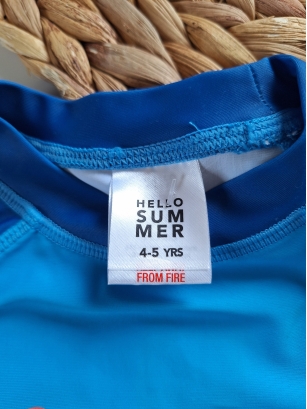 HELLO
SUM
MER
4-5 YRS
FROM FIRE